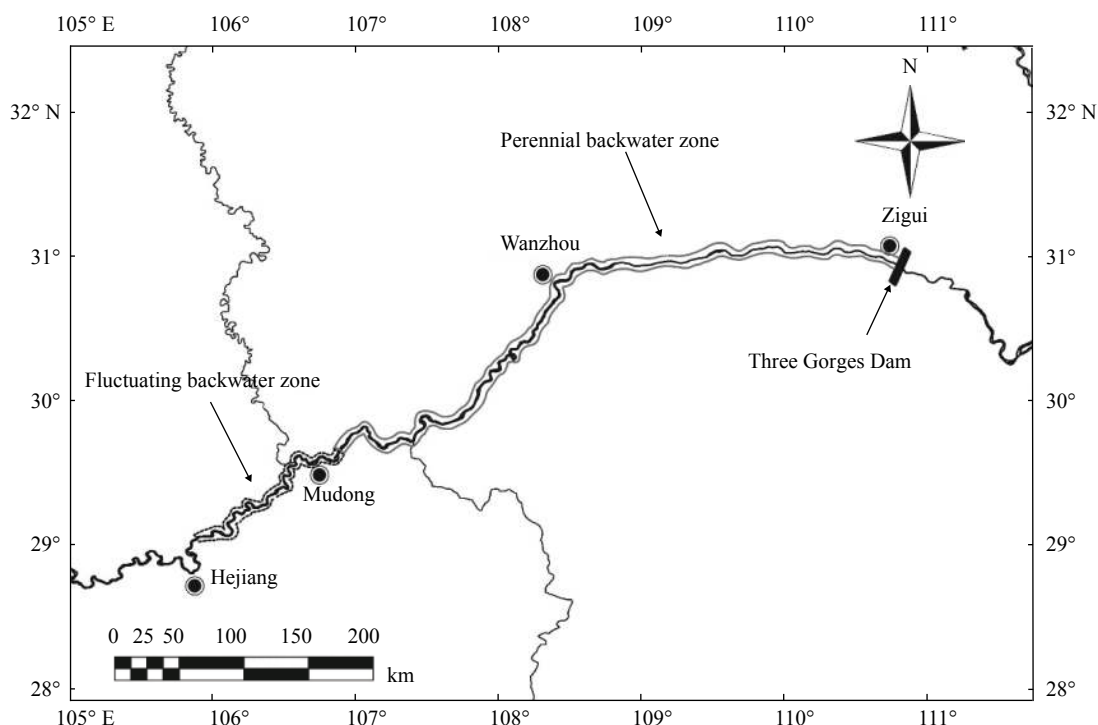 105° E 106° 107° 108° 109° 110° 111°
N
32° N 32° N
Perennial backwater zone
Zigui
Wanzhou
31° 31°
Three Gorges Dam
Fluctuating backwater zone
30° 30°
Mudong
29° 29°
Hejiang
0 25 50 100 150 200
km
28° 28°
105° E 106° 107° 108° 109° 110° 111°